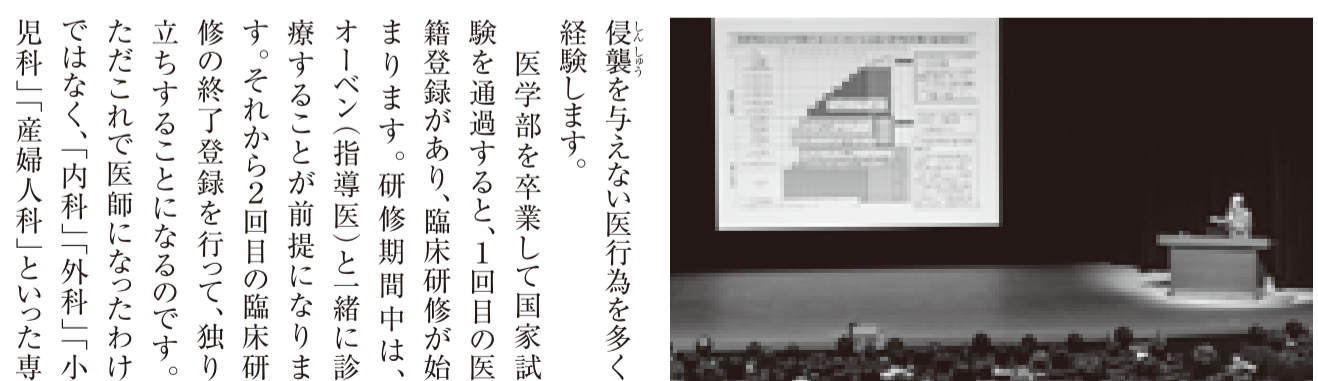 侵襲を与えない医行為を多く
経験します。
　医学部を卒業して国家試
験を通過すると、1回目の医
籍登録があり、臨床研修が始
まります。研修期間中は、
オーベン（指導医）と一緒に診
療することが前提になりま
す。それから2回目の臨床研
修の終了登録を行って、独り
立ちすることになるのです。
ただこれで医師になったわけ
ではなく、「内科」「外科」「小
児科」「産婦人科」といった専